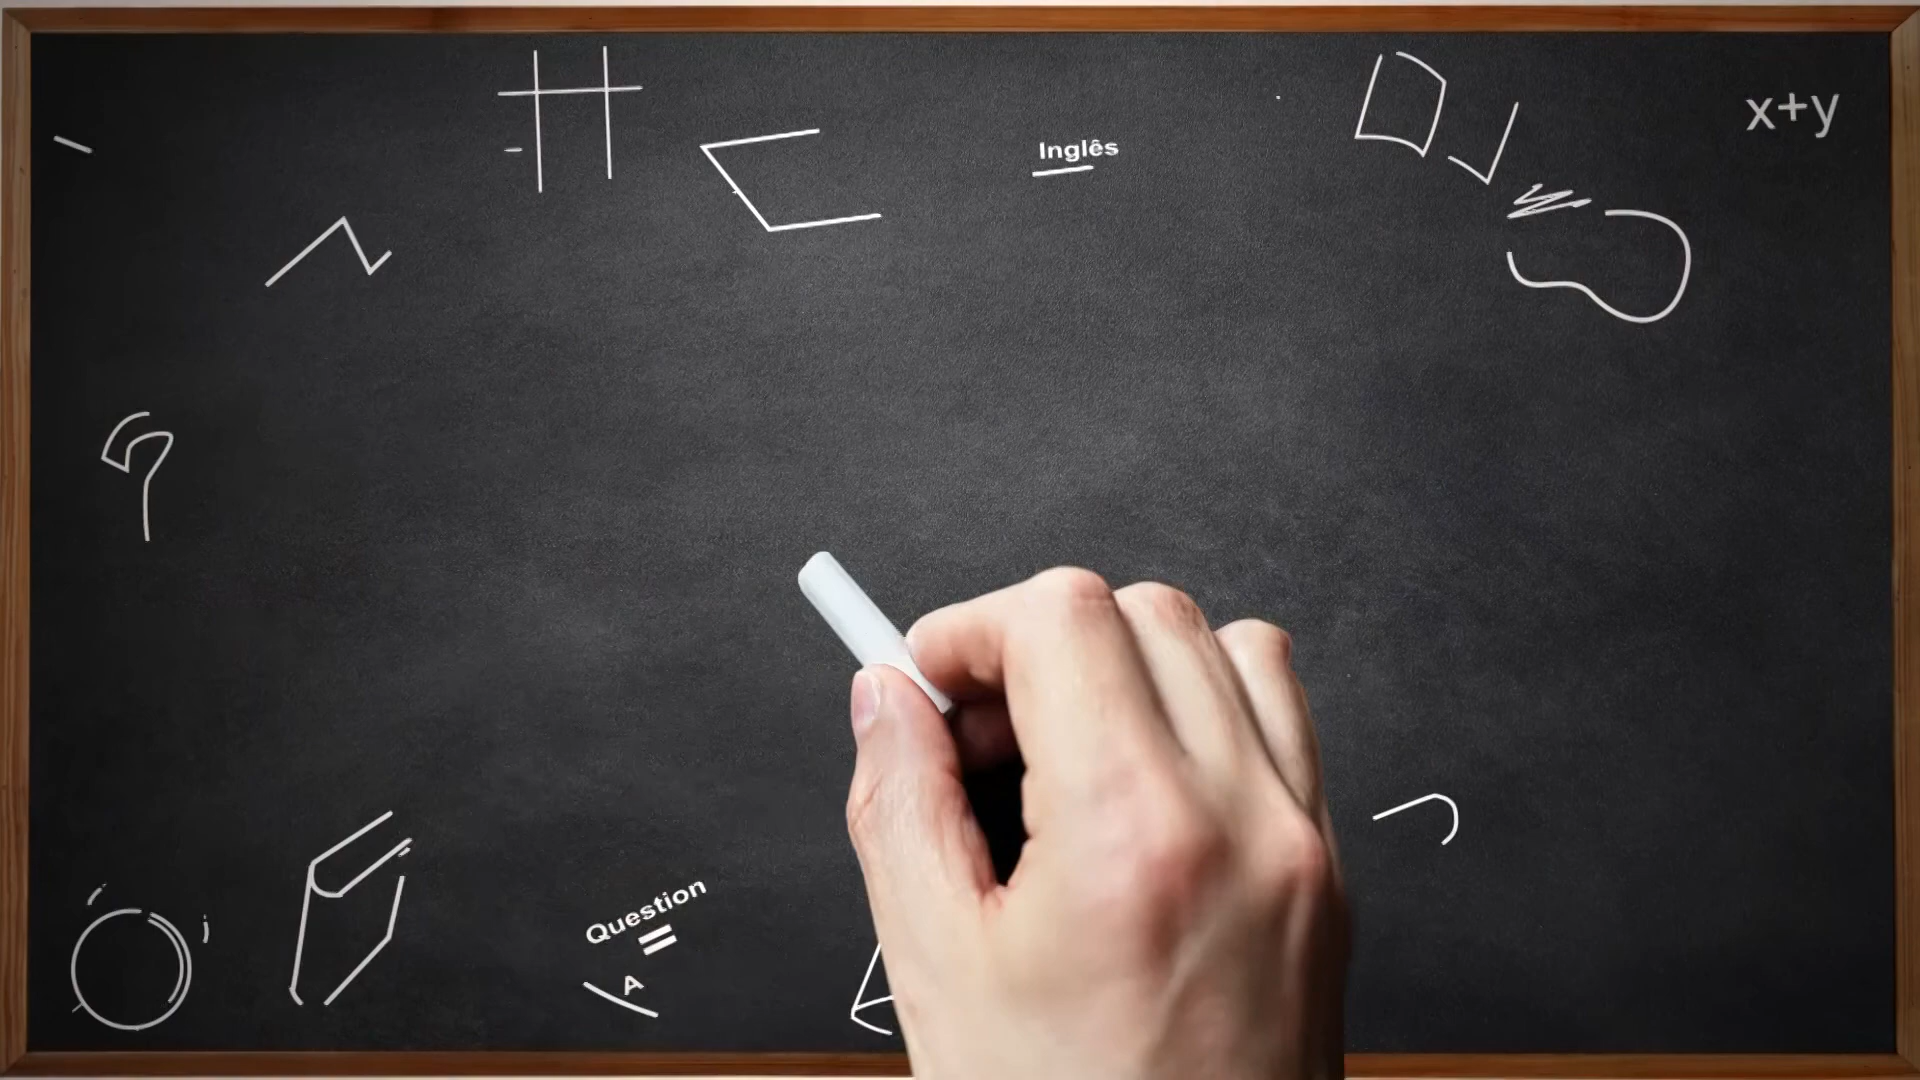 Inglês
x+y
Question
=
A